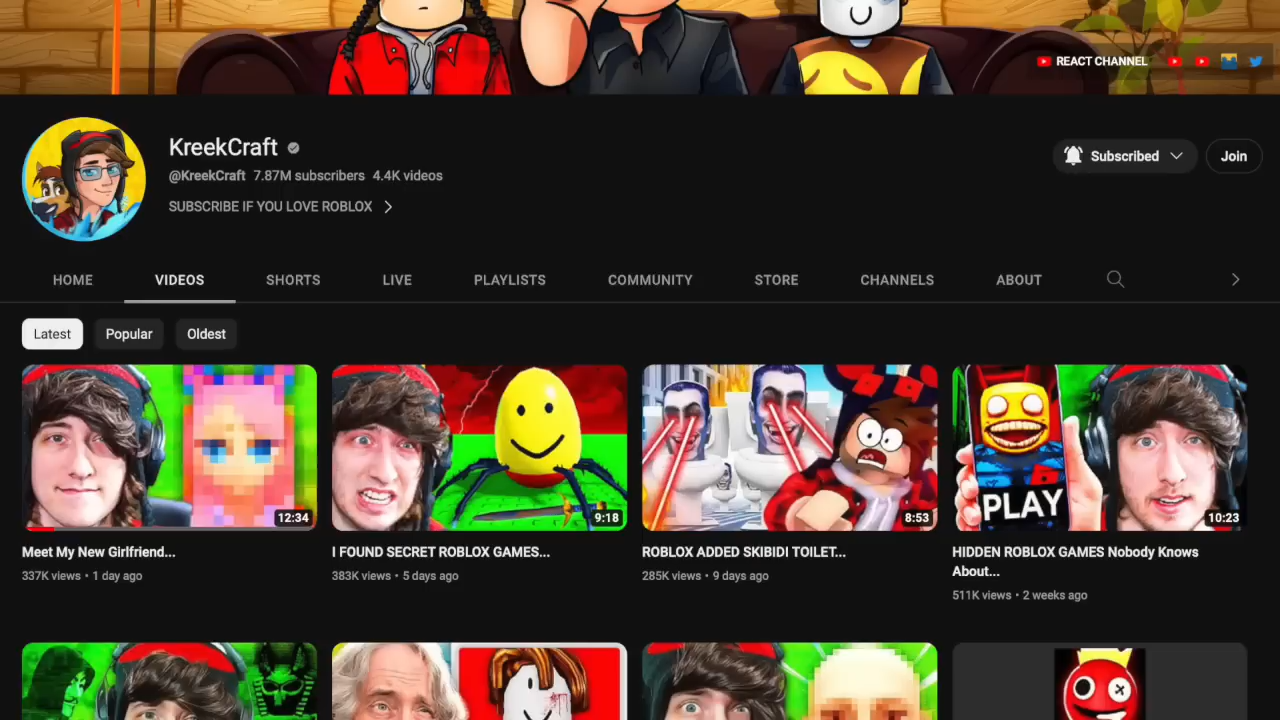 REACT CHANNEL
KreekCraft
@KreekCraft 7.87M subscribers 4.4K videos
SUBSCRIBE IF YOU LOVE ROBLOX
Subscribed
Join
HOME VIDEOS SHORTS LIVE PLAYLISTS COMMUNITY STORE CHANNELS ABOUT
Latest Popular Oldest
12:34
9:18
8:53
PLAY
10:23
Meet My New Girlfriend...
337K views • 1 day ago
I FOUND SECRET ROBLOX GAMES...
383K views • 5 days ago
ROBLOX ADDED SKIBIDI TOILET...
285K views • 9 days ago
HIDDEN ROBLOX GAMES Nobody Knows
About...
511K views • 2 weeks ago